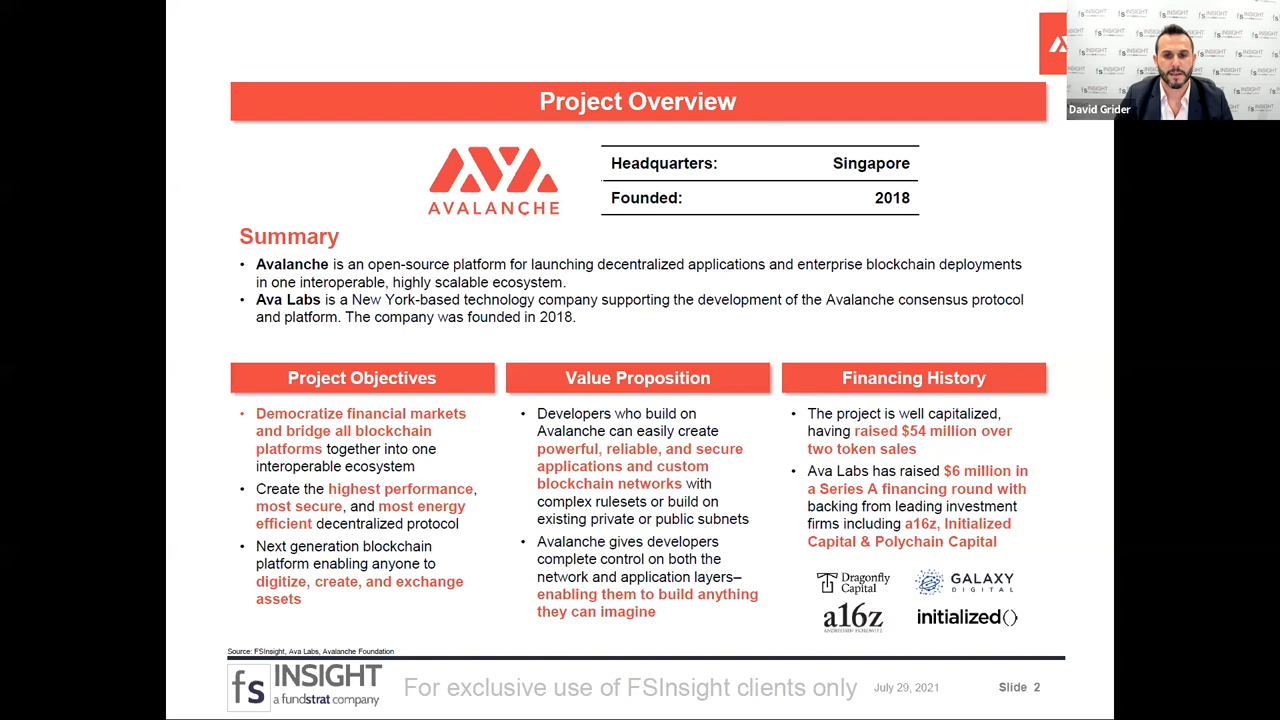 Project Overview
David Grider
AVALANCHE
Headquarters: Singapore
Founded: 2018
Summary
• Avalanche is an open-source platform for launching decentralized applications and enterprise blockchain deployments
in one interoperable, highly scalable ecosystem.
• Ava Labs is a New York-based technology company supporting the development of the Avalanche consensus protocol
and platform. The company was founded in 2018.
Project Objectives
• Democratize financial markets
and bridge all blockchain
platforms together into one
interoperable ecosystem
• Create the highest performance,
most secure, and most energy
efficient decentralized protocol
• Next generation blockchain
platform enabling anyone to
digitize, create, and exchange
assets
Value Proposition
• Developers who build on
Avalanche can easily create
powerful, reliable, and secure
applications and custom
blockchain networks with
complex rulesets or build on
existing private or public subnets
• Avalanche gives developers
complete control on both the
network and application layers–
enabling them to build anything
they can imagine
Financing History
• The project is well capitalized,
having raised $54 million over
two token sales
• Ava Labs has raised $6 million in
a Series A financing round with
backing from leading investment
firms including a16z, Initialized
Capital & Polychain Capital
Dragonfly
Capital
GALAXY
DIGITAL
a16z
ANDREESSEN HOROWITZ
initialized()
Source: FSInsight, Ava Labs, Avalanche Foundation
fs INSIGHT
a fundstrat company
For exclusive use of FSInsight clients only
July 29, 2021
Slide 2